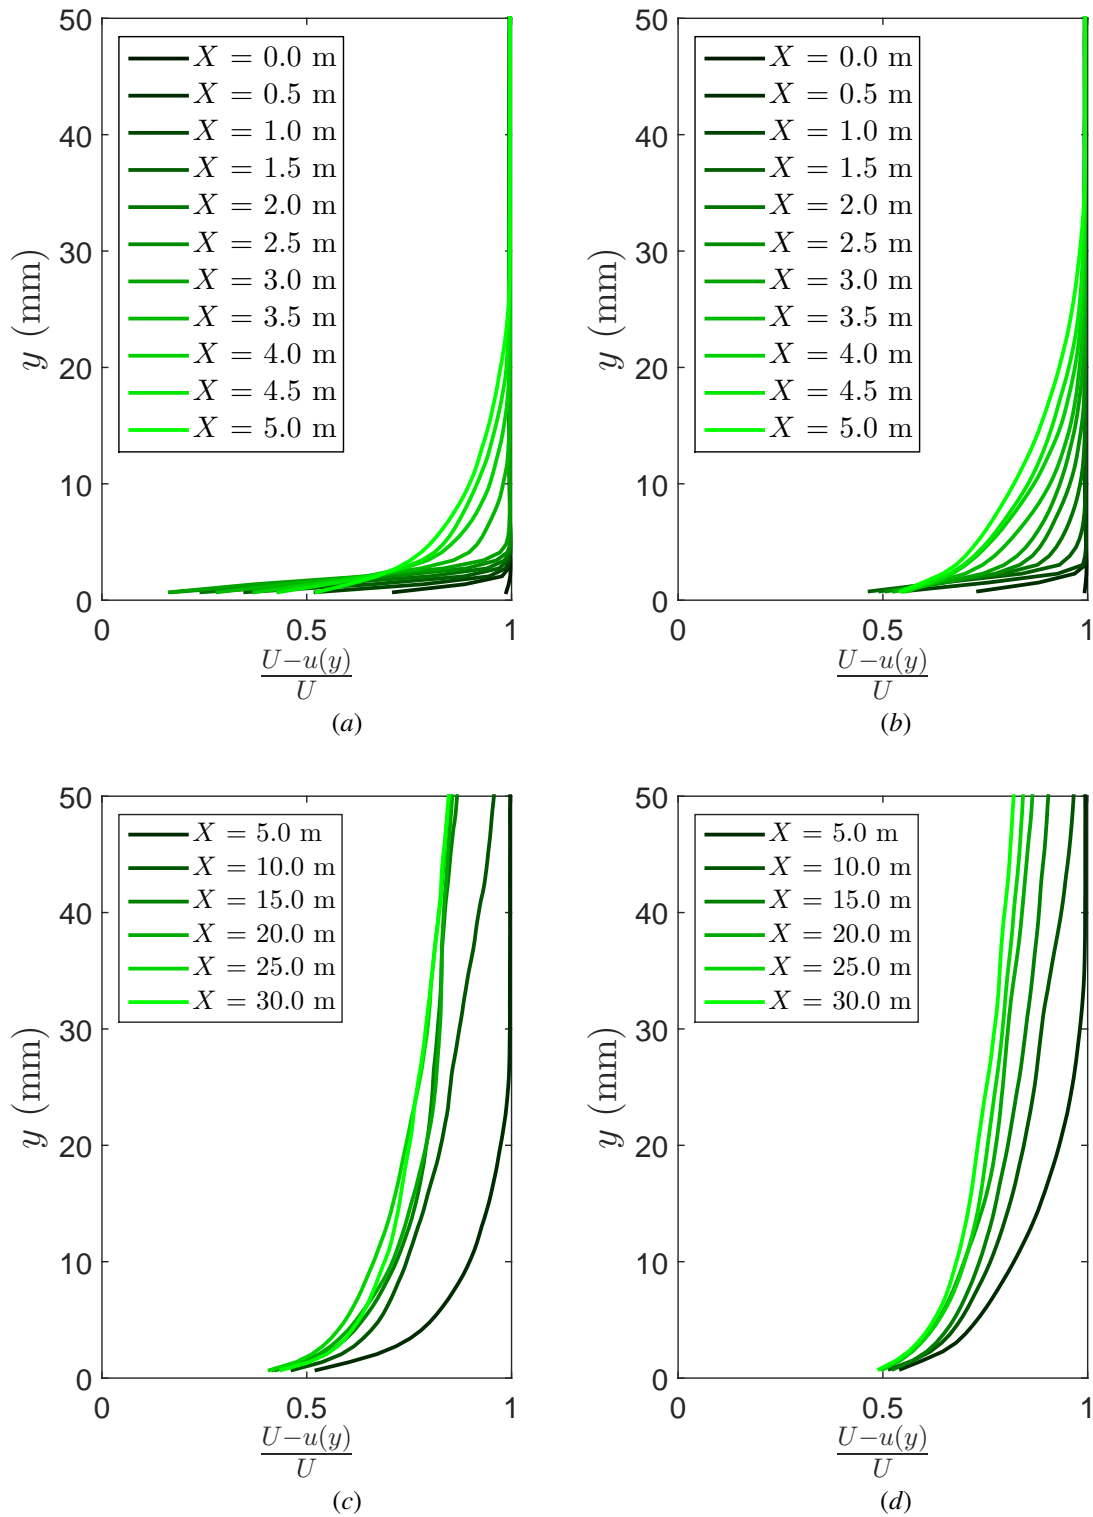 50
40
30
20
10
0
y (mm)
X = 0.0 m
X = 0.5 m
X = 1.0 m
X = 1.5 m
X = 2.0 m
X = 2.5 m
X = 3.0 m
X = 3.5 m
X = 4.0 m
X = 4.5 m
X = 5.0 m
0 0.5 1
U−u(y)
U
(a)
50
40
30
20
10
0
y (mm)
X = 0.0 m
X = 0.5 m
X = 1.0 m
X = 1.5 m
X = 2.0 m
X = 2.5 m
X = 3.0 m
X = 3.5 m
X = 4.0 m
X = 4.5 m
X = 5.0 m
0 0.5 1
U−u(y)
U
(b)
50
40
30
20
10
0
y (mm)
X = 5.0 m
X = 10.0 m
X = 15.0 m
X = 20.0 m
X = 25.0 m
X = 30.0 m
0 0.5 1
U−u(y)
U
(c)
50
40
30
20
10
0
y (mm)
X = 5.0 m
X = 10.0 m
X = 15.0 m
X = 20.0 m
X = 25.0 m
X = 30.0 m
0 0.5 1
U−u(y)
U
(d)